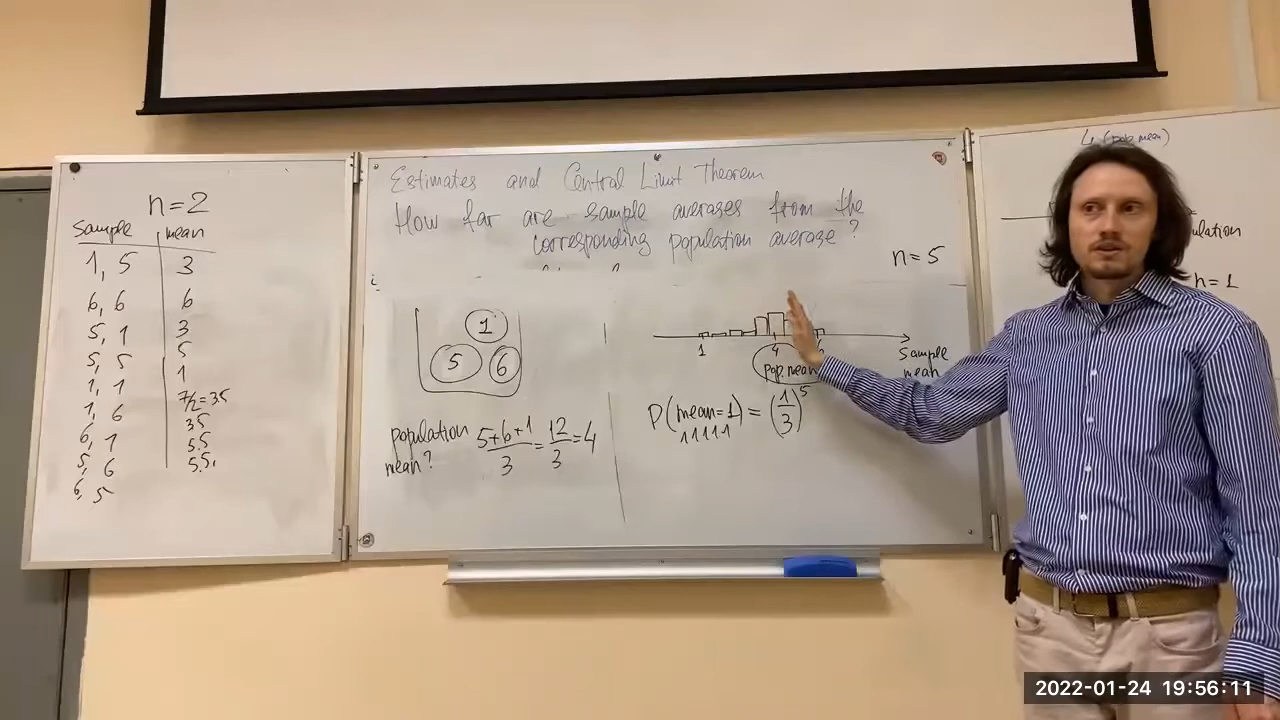 n=2
Sample mean
1, 5 3
6, 6 6
5, 1 3
5, 5 5
1, 1 1
1, 6 7/2=3.5
6, 1 3.5
5, 6 5.5
6, 5 5.5
Estimates and Central Limit Theorem
How far are sample averages from the
corresponding population average?
n=5
1
5 6
population
mean?
5+6+1/3=12/3=4
1 4
pop. mean
Sample
mean
P(mean=1)=(1/3)^5
1 1 1 1 1
4 (pop mean)
n=1
2022-01-24 19:56:11